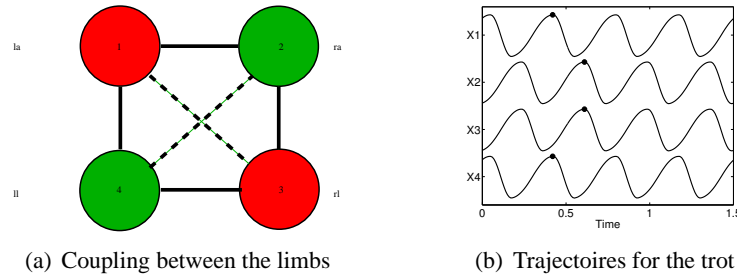 la
1
2
ra
ll
4
3
rl
(a) Coupling between the limbs
X1
X2
X3
X4
0
0.5
1
1.5
Time
(b) Trajectoires for the trot